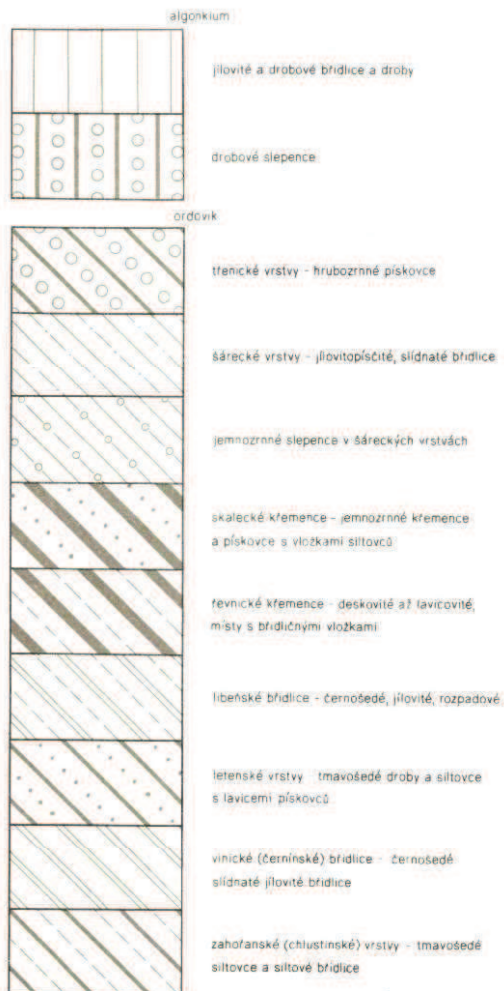 algonkium
jílovité a drobové břidlice a droby
drobové slepence
ordovik
třenické vrstvy - hrubozrnné pískovce
šárecké vrstvy - jílovitopísčité, slídnaté břidlice
jemnozrnné slepence v šáreckých vrstvách
skalecké křemence - jemnozrnné křemence
a pískovce s vložkami siltovců
řevnické křemence - deskovité až lavicovité,
místy s břidličnými vložkami
libeňské břidlice - černošedé, jílovité, rozpadové
letenské vrstvy tmavošedé droby a siltovce
s lavicemi pískovců
vinické (černínské) břidlice - černošedé
slídnaté jílovité břidlice
zahořanské (chlustinské) vrstvy - tmavošedé
siltovce a siltové břidlice